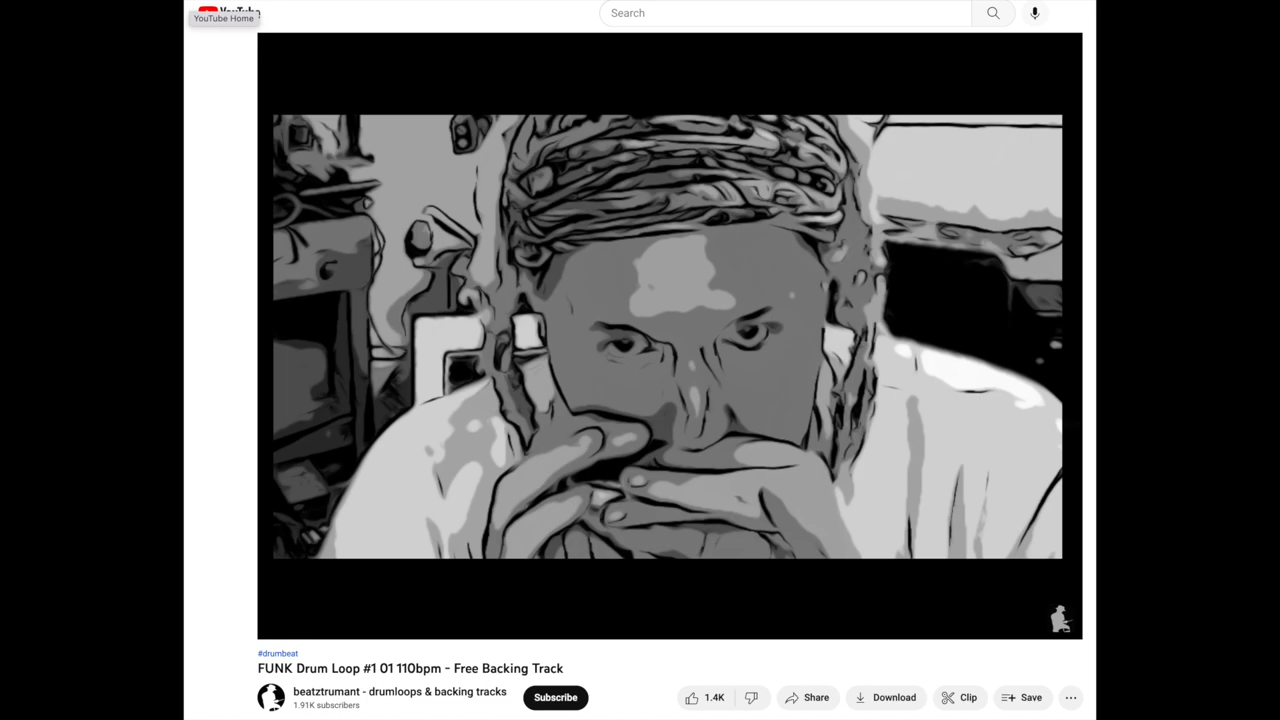 YouTube
YouTube Home
Search
#drumbeat
FUNK Drum Loop #1 01 110bpm - Free Backing Track
beatztrumant - drumloops & backing tracks
1.91K subscribers
Subscribe
1.4K
Share
Download
Clip
Save